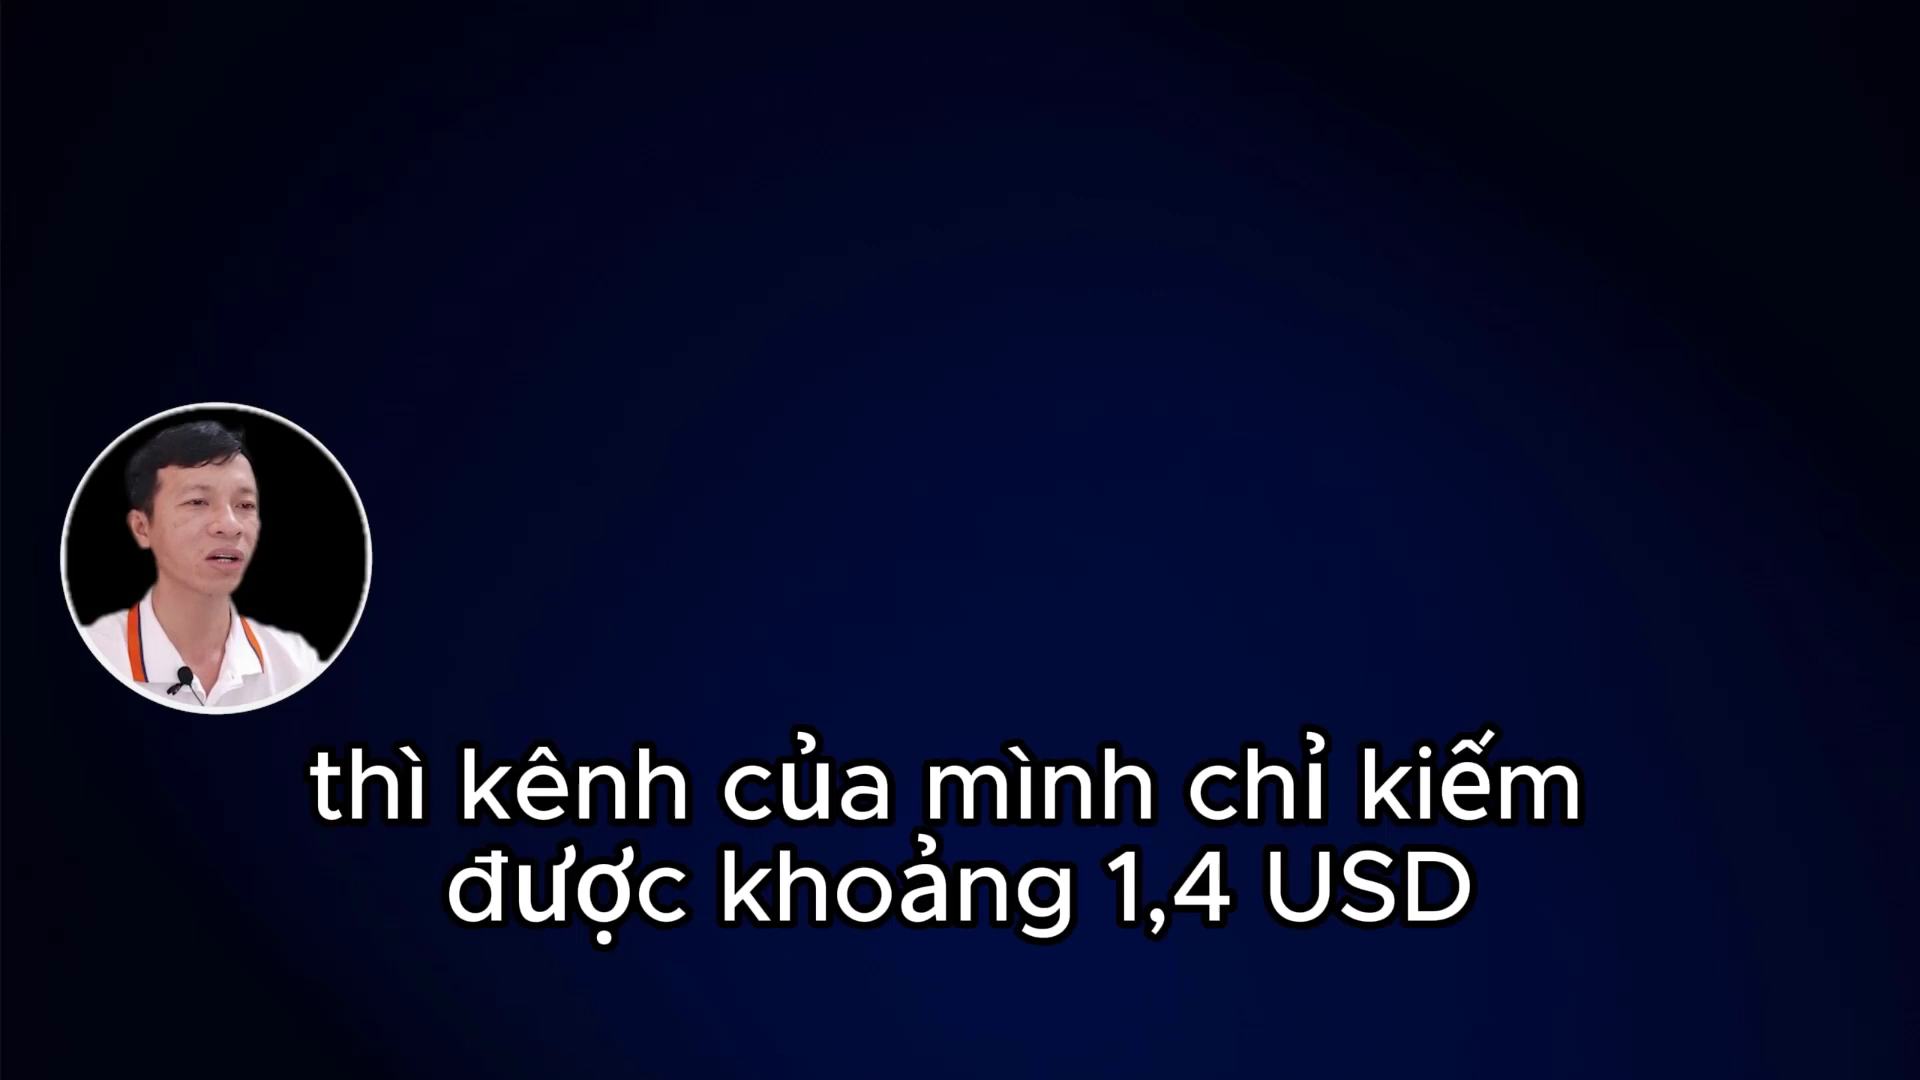 thì kênh của mình chỉ kiếm
được khoảng 1,4 USD